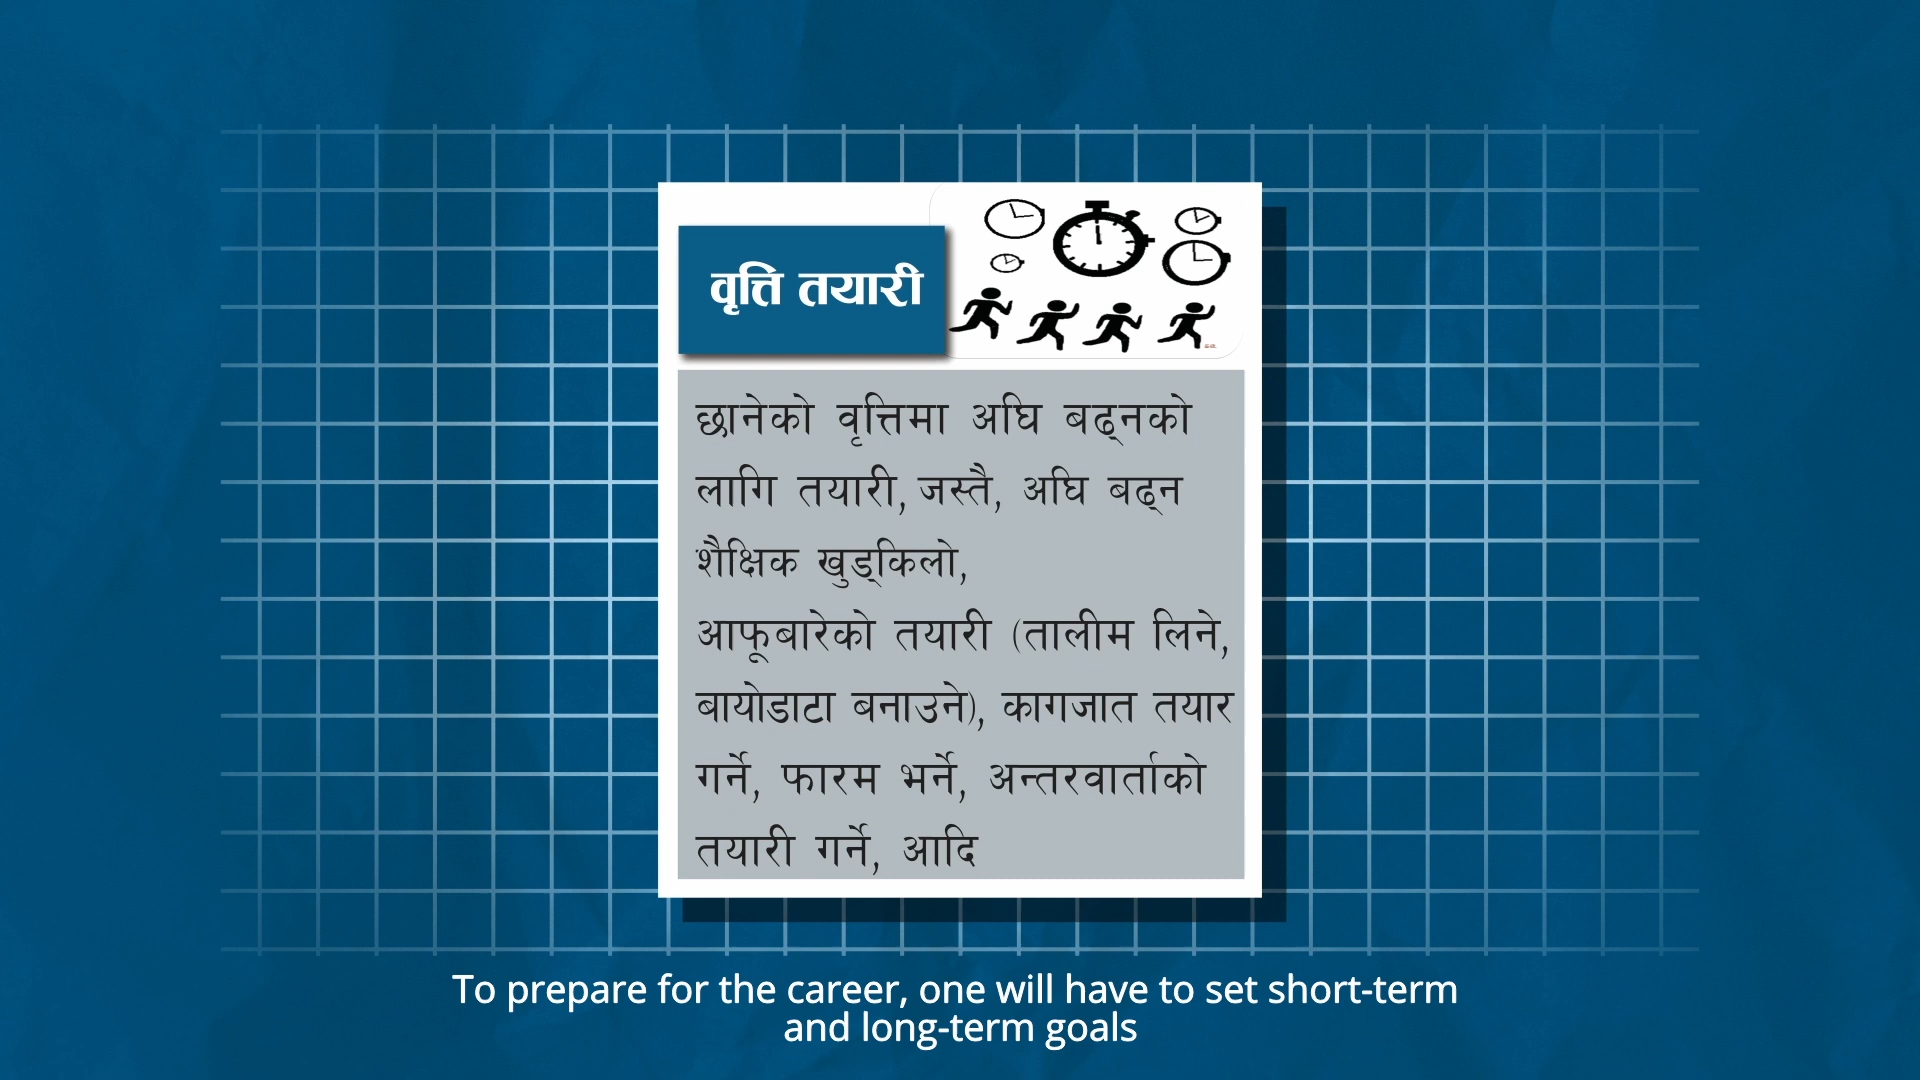 वृत्ति तयारी
छानेको वृत्तिमा अघि बढ्नको
लागि तयारी, जस्तै, अघि बढ्न
शैक्षिक खुड्किलो,
आफूबारेको तयारी (तालीम लिने,
बायोडाटा बनाउने), कागजात तयार
गर्ने, फारम भर्ने, अन्तरवार्ताको
तयारी गर्ने, आदि
To prepare for the career, one will have to set short-term
and long-term goals